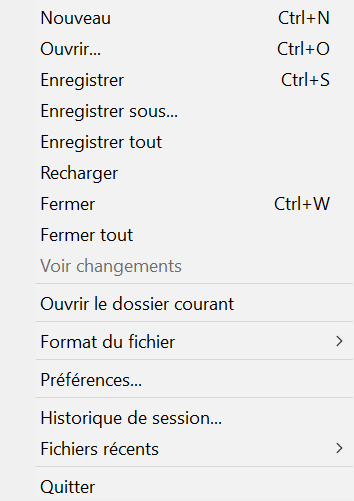 Nouveau Ctrl+N
Ouvrir... Ctrl+O
Enregistrer Ctrl+S
Enregistrer sous...
Enregistrer tout
Recharger
Fermer Ctrl+W
Fermer tout
Voir changements
Ouvrir le dossier courant
Format du fichier
Préférences...
Historique de session...
Fichiers récents
Quitter